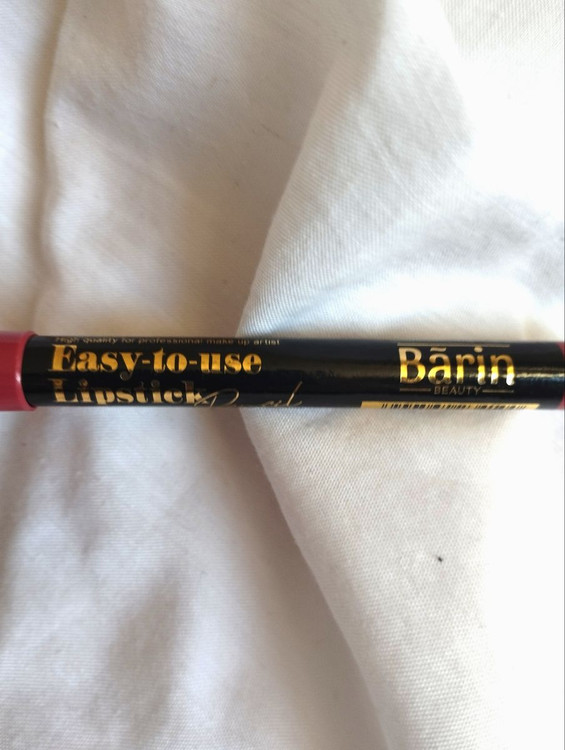 High quality for professional make up artist
Easy-to-use
Lipstick
Bārin
BEAUTY